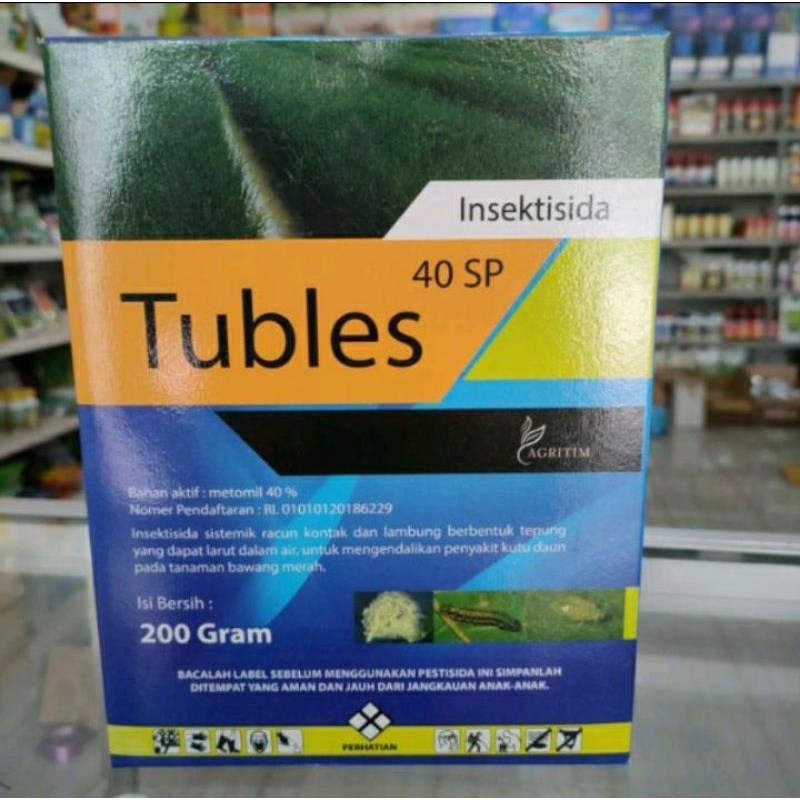 Insektisida
40 SP
Tubles
AGRITIM
Bahan aktif : metomil 40 %
Nomer Pendaftaran : RI. 01010120186229
Insektisida sistemik racun kontak dan lambung berbentuk tepung
yang dapat larut dalam air, untuk mengendalikan penyakit kutu daun
pada tanaman bawang merah.
Isi Bersih :
200 Gram
BACALAH LABEL SEBELUM MENGGUNAKAN PESTISIDA INI SIMPANLAH
DITEMPAT YANG AMAN DAN JAUH DARI JANGKAUAN ANAK-ANAK.
PERHATIAN